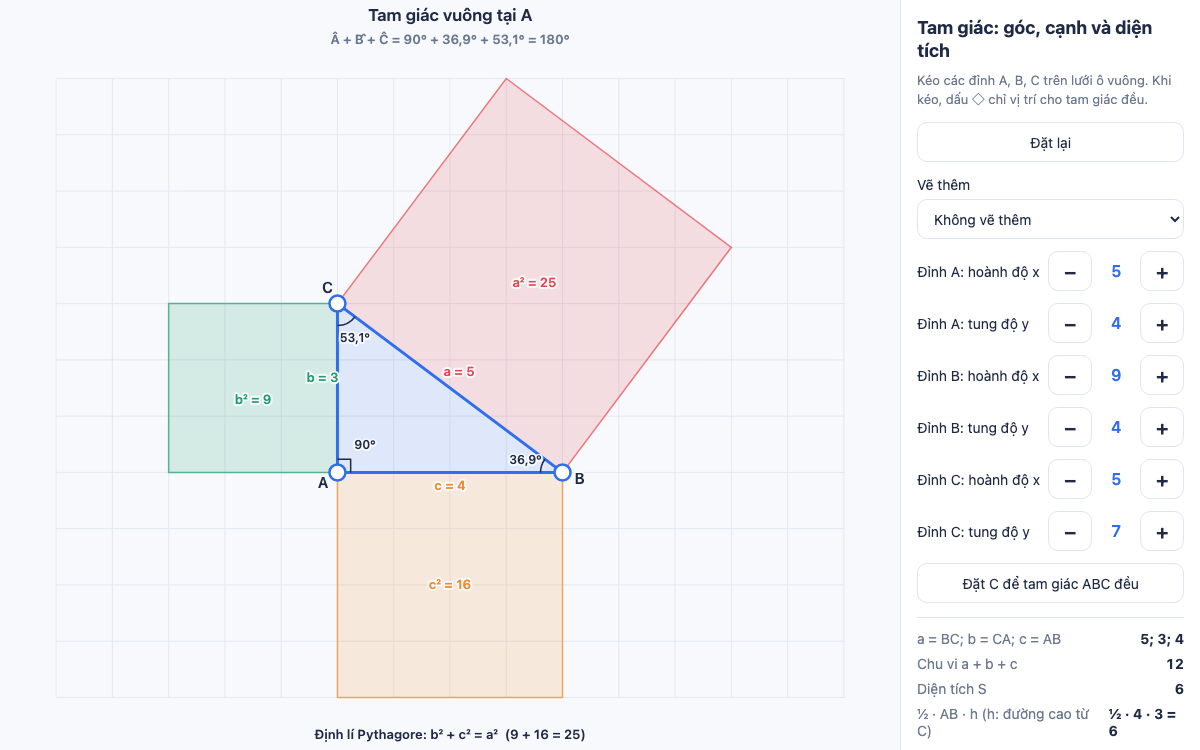 Tam giác vuông tại A
Â + B̂ + Ĉ = 90° + 36,9° + 53,1° = 180°
C
53,1°
a² = 25
b = 3
a = 5
b² = 9
90°
36,9°
A
B
c = 4
c² = 16
Định lí Pythagore: b² + c² = a² (9 + 16 = 25)
Tam giác: góc, cạnh và diện
tích
Kéo các đỉnh A, B, C trên lưới ô vuông. Khi
kéo, dấu ◇ chỉ vị trí cho tam giác đều.
Đặt lại
Vẽ thêm
Không vẽ thêm
Đỉnh A: hoành độ x − 5 +
Đỉnh A: tung độ y − 4 +
Đỉnh B: hoành độ x − 9 +
Đỉnh B: tung độ y − 4 +
Đỉnh C: hoành độ x − 5 +
Đỉnh C: tung độ y − 7 +
Đặt C để tam giác ABC đều
a = BC; b = CA; c = AB 5; 3; 4
Chu vi a + b + c 12
Diện tích S 6
½ · AB · h (h: đường cao từ ½ · 4 · 3 =
C) 6